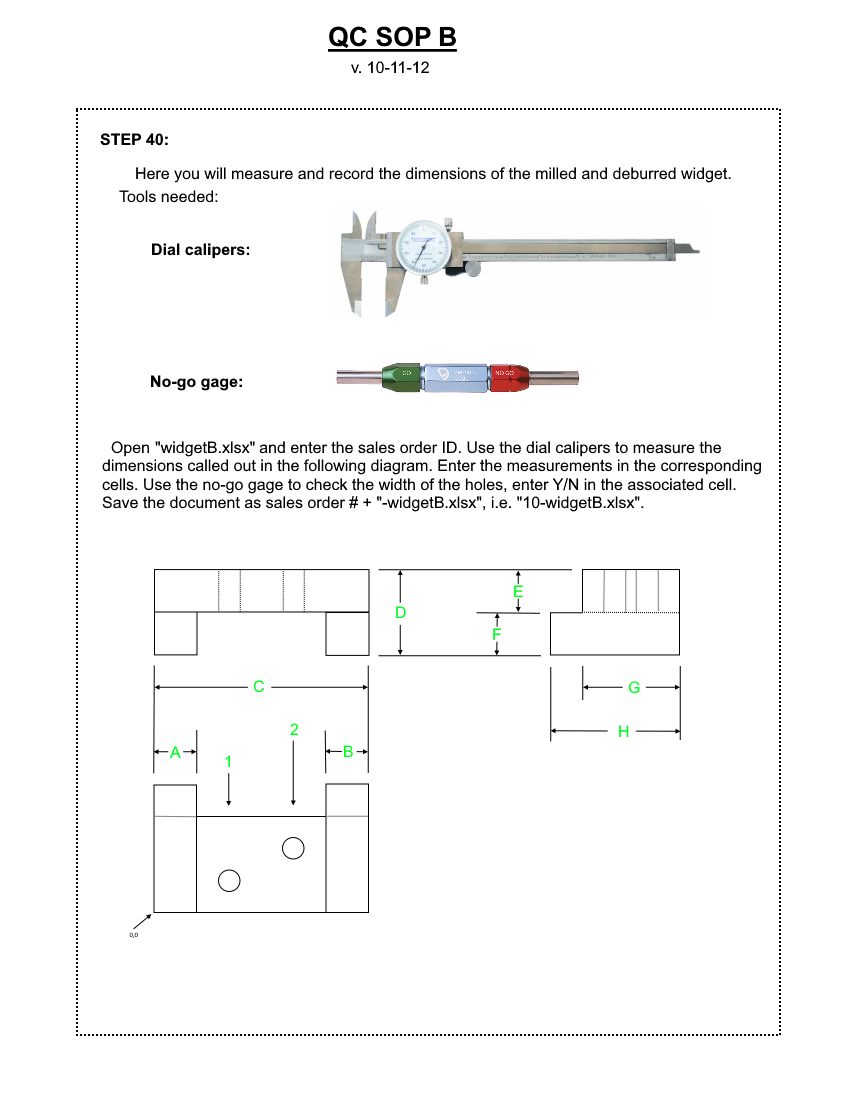 QC SOP B
v. 10-11-12
STEP 40:
Here you will measure and record the dimensions of the milled and deburred widget.
Tools needed:
Dial calipers:
No-go gage:
GO
NO GO
Open "widgetB.xlsx" and enter the sales order ID. Use the dial calipers to measure the
dimensions called out in the following diagram. Enter the measurements in the corresponding
cells. Use the no-go gage to check the width of the holes, enter Y/N in the associated cell.
Save the document as sales order # + "-widgetB.xlsx", i.e. "10-widgetB.xlsx".
D
E
F
C
G
H
A
1
2
B
0,0